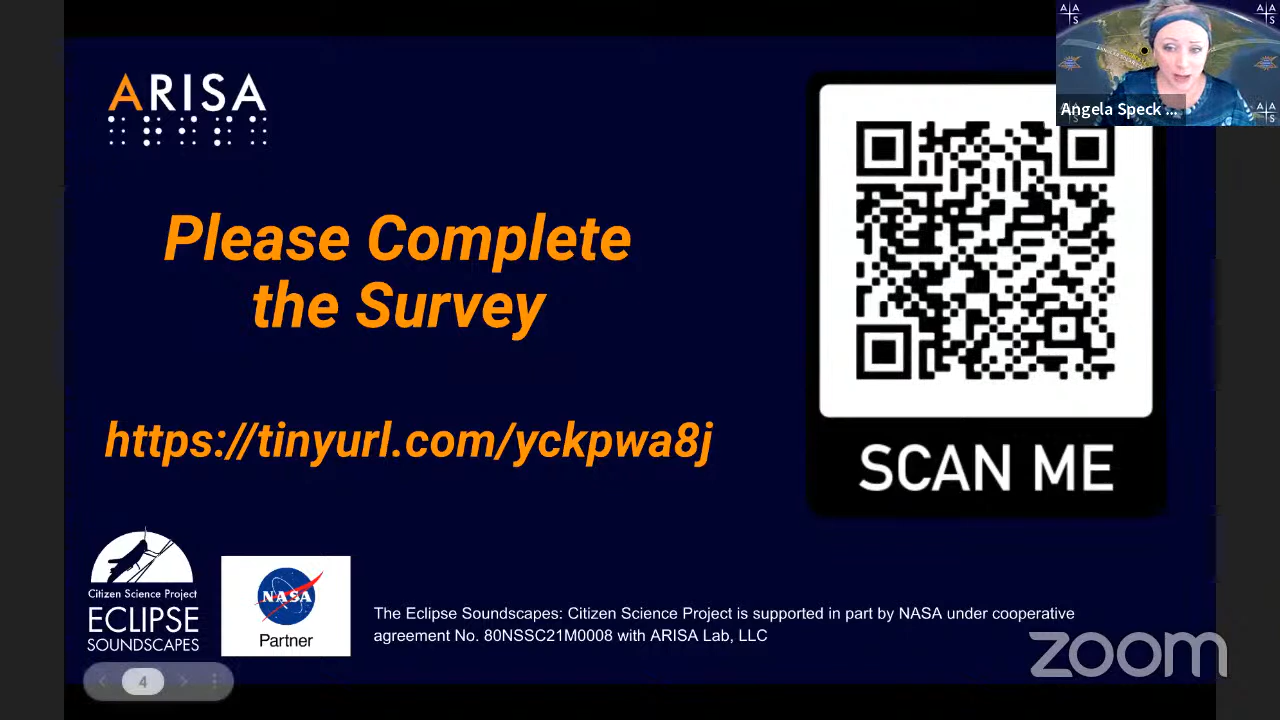 ARISA
Angela Speck ...
Please Complete
the Survey
https://tinyurl.com/yckpwa8j
SCAN ME
Citizen Science Project
ECLIPSE
SOUNDSCAPES
NASA
Partner
The Eclipse Soundscapes: Citizen Science Project is supported in part by NASA under cooperative
agreement No. 80NSSC21M0008 with ARISA Lab, LLC
zoom
4